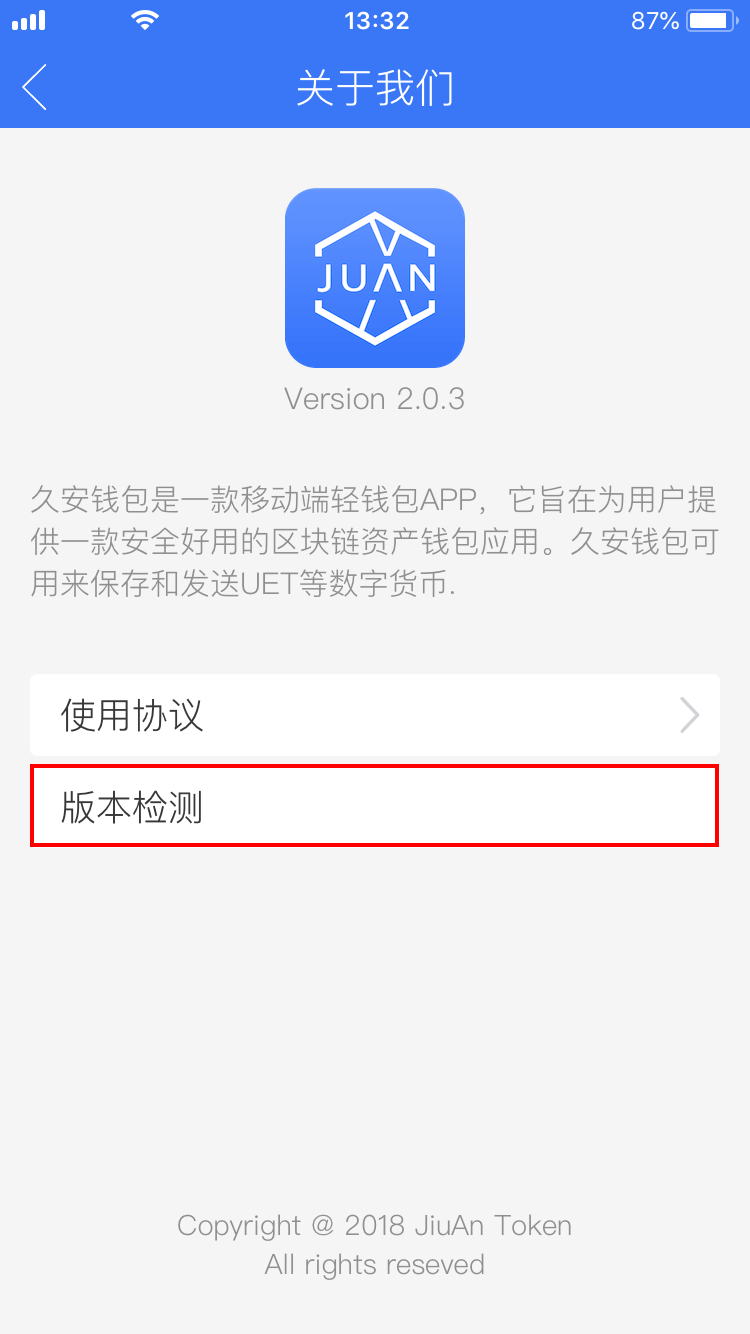 13:32
87%
关于我们
JUAN
Version 2.0.3
久安钱包是一款移动端轻钱包APP，它旨在为用户提
供一款安全好用的区块链资产钱包应用。久安钱包可
用来保存和发送UET等数字货币.
使用协议
版本检测
Copyright @ 2018 JiuAn Token
All rights reseved